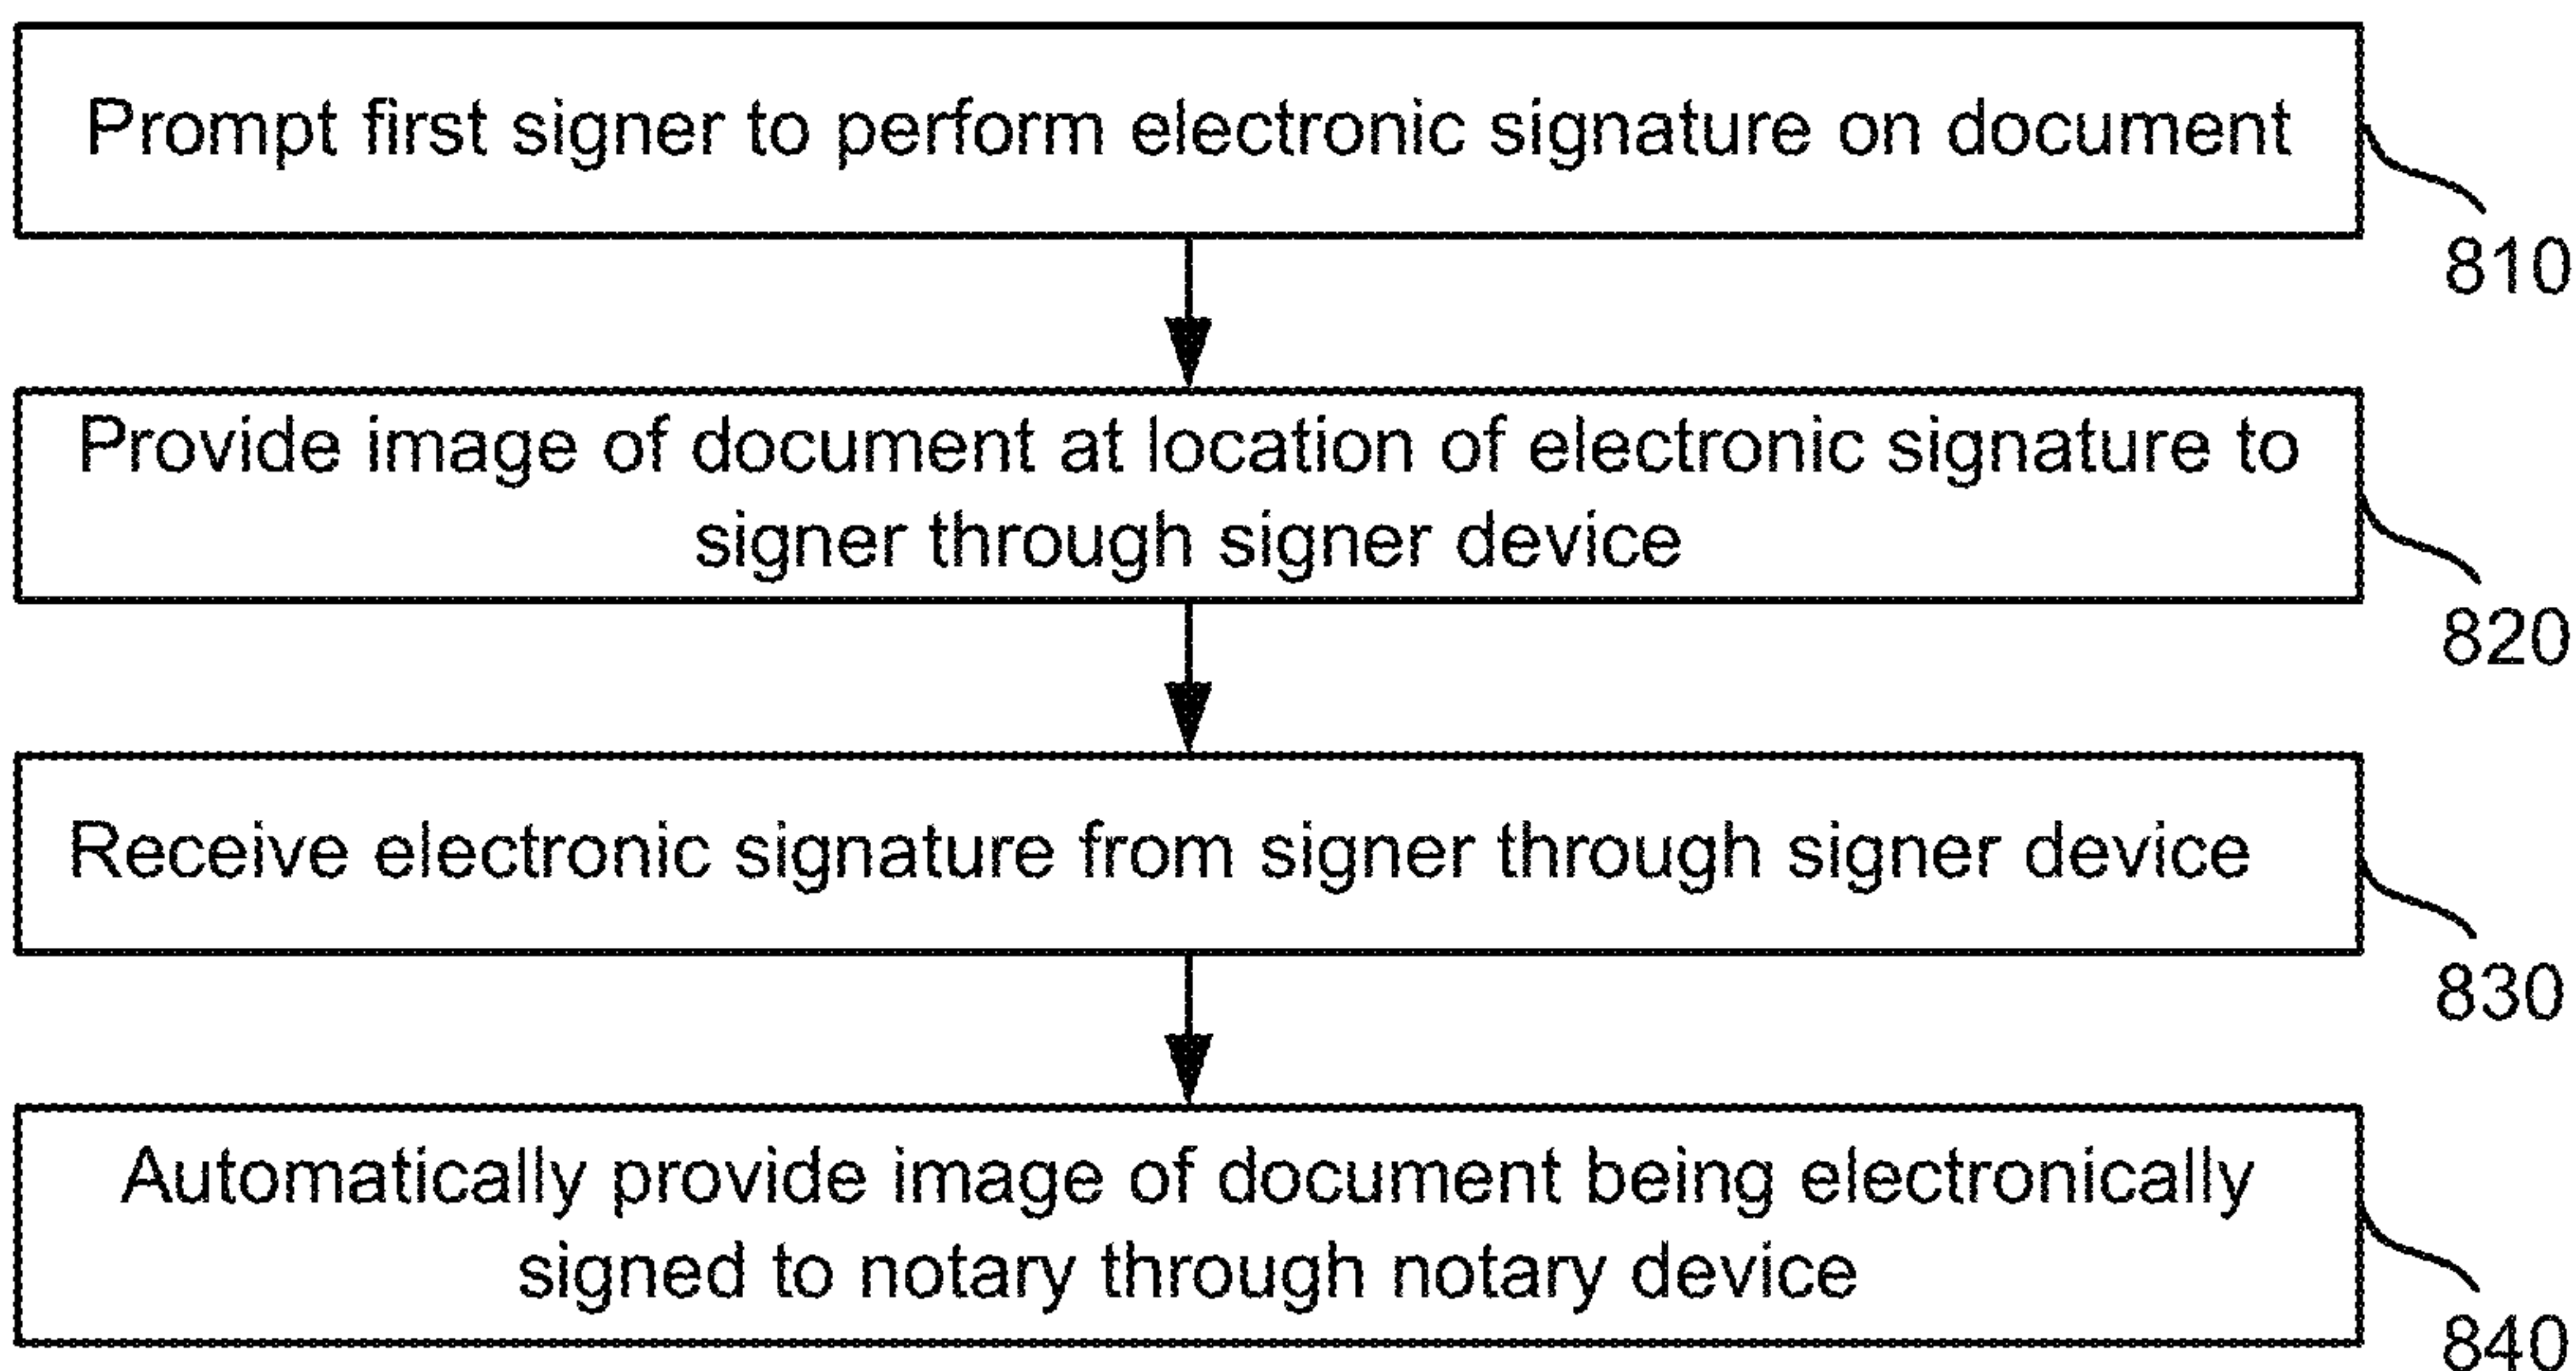 Prompt first signer to perform electronic signature on document
810
Provide image of document at location of electronic signature to
signer through signer device
820
Receive electronic signature from signer through signer device
830
Automatically provide image of document being electronically
signed to notary through notary device
840